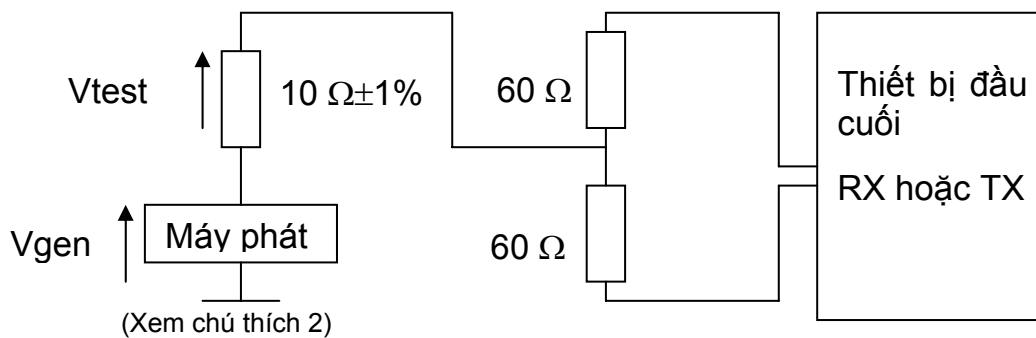 Vtest
10 Ω±1%
60 Ω
Thiết bị đầu
cuối
RX hoặc TX
Vgen
Máy phát
60 Ω
(Xem chú thích 2)